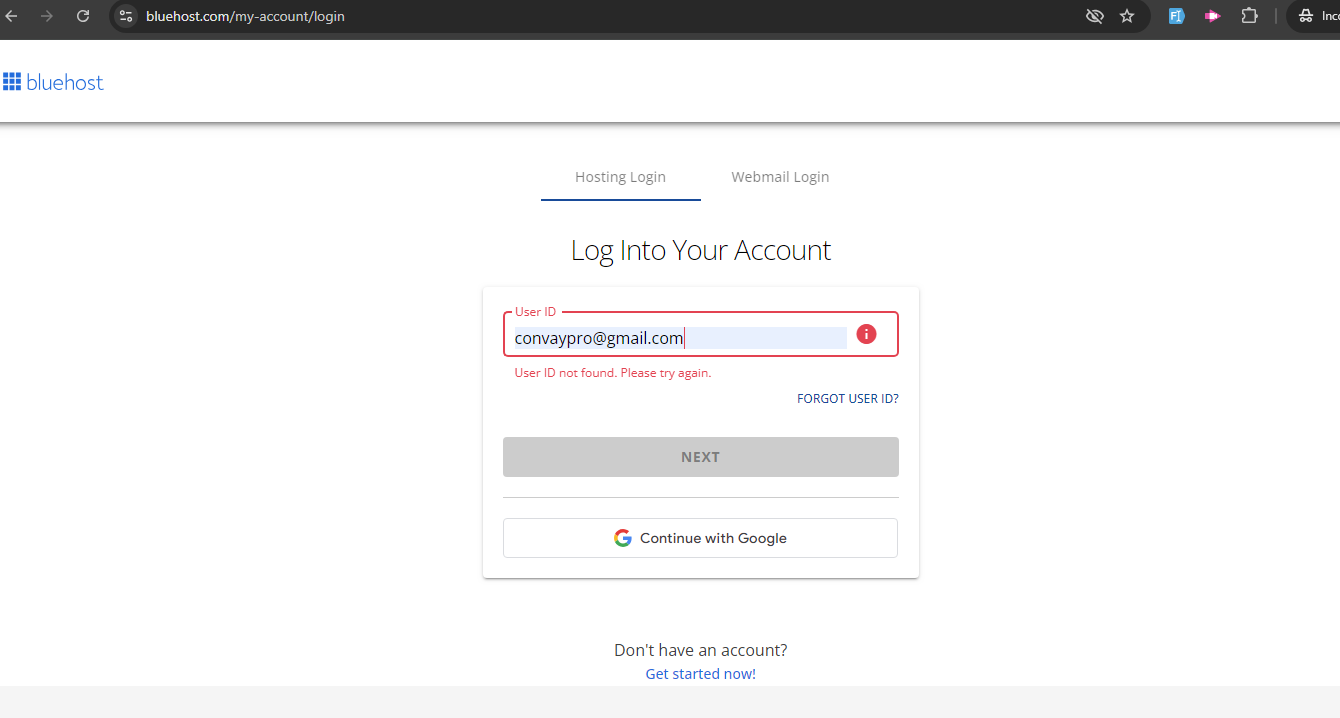 bluehost.com/my-account/login
bluehost
Hosting Login Webmail Login
Log Into Your Account
User ID
convaypro@gmail.com
User ID not found. Please try again.
FORGOT USER ID?
NEXT
Continue with Google
Don't have an account?
Get started now!